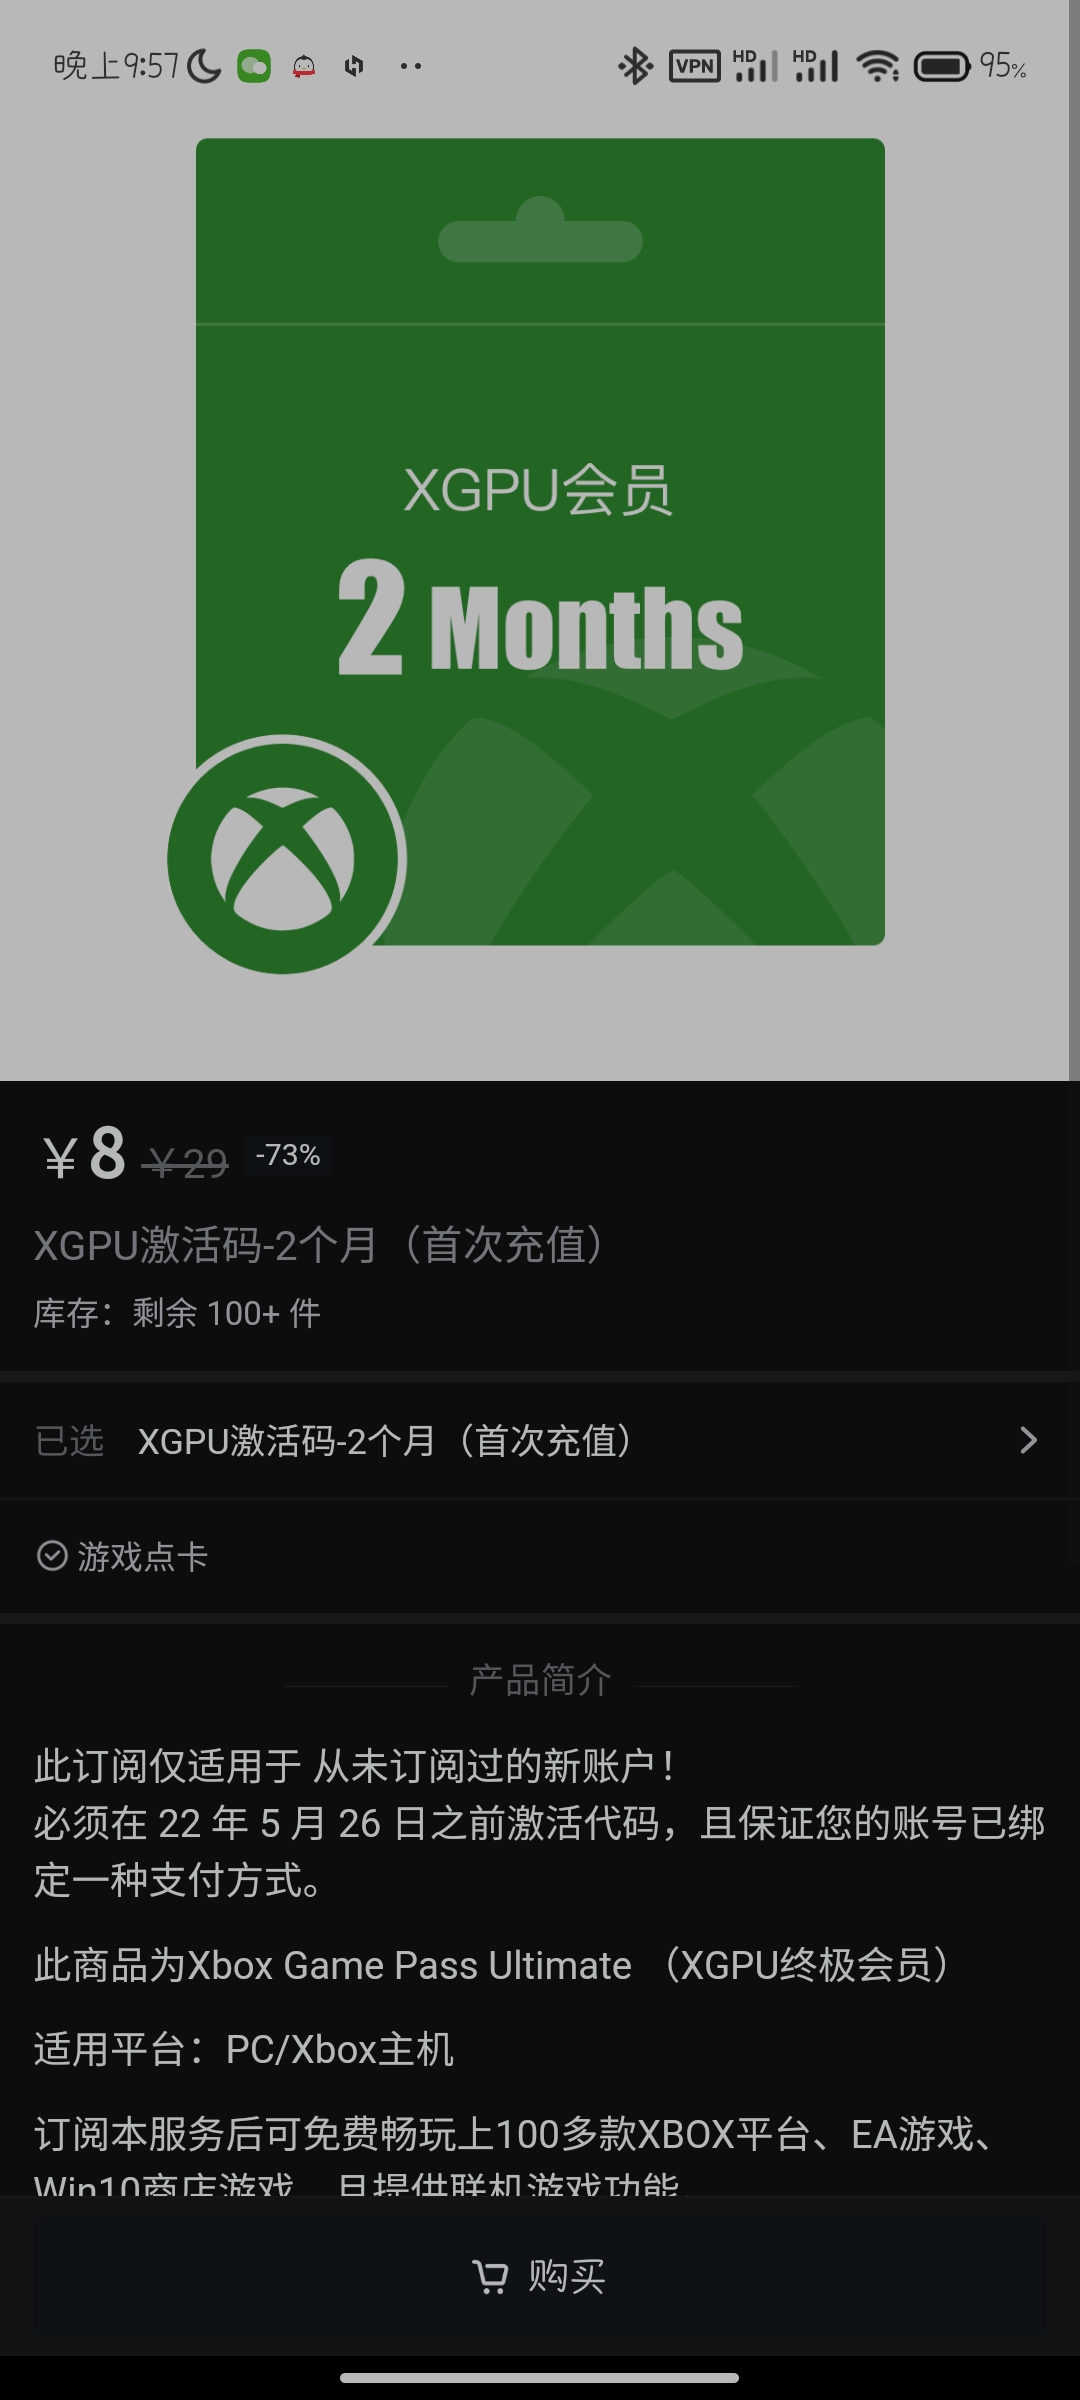 晚上9:57 VPN HD HD 95%
XGPU会员
2 Months
¥8 ¥29 -73%
XGPU激活码-2个月（首次充值）
库存：剩余 100+ 件
已选 XGPU激活码-2个月（首次充值）
游戏点卡
产品简介
此订阅仅适用于 从未订阅过的新账户！
必须在 22 年 5 月 26 日之前激活代码，且保证您的账号已绑
定一种支付方式。
此商品为Xbox Game Pass Ultimate （XGPU终极会员）
适用平台：PC/Xbox主机
订阅本服务后可免费畅玩上100多款XBOX平台、EA游戏、
Win10商店游戏，且提供联机游戏功能。
购买